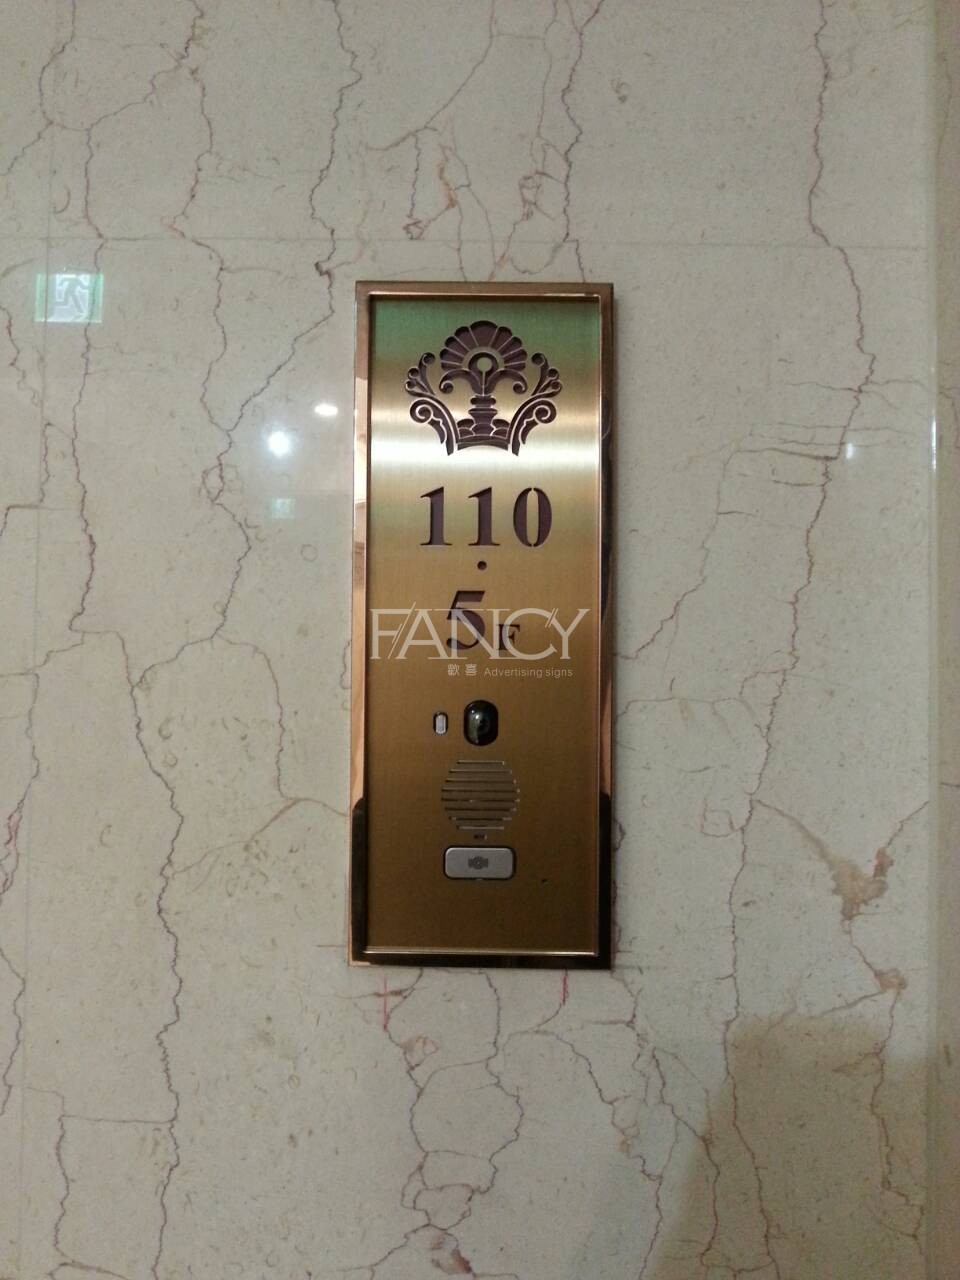 110
•
5F
FANCY
歡喜 Advertising signs